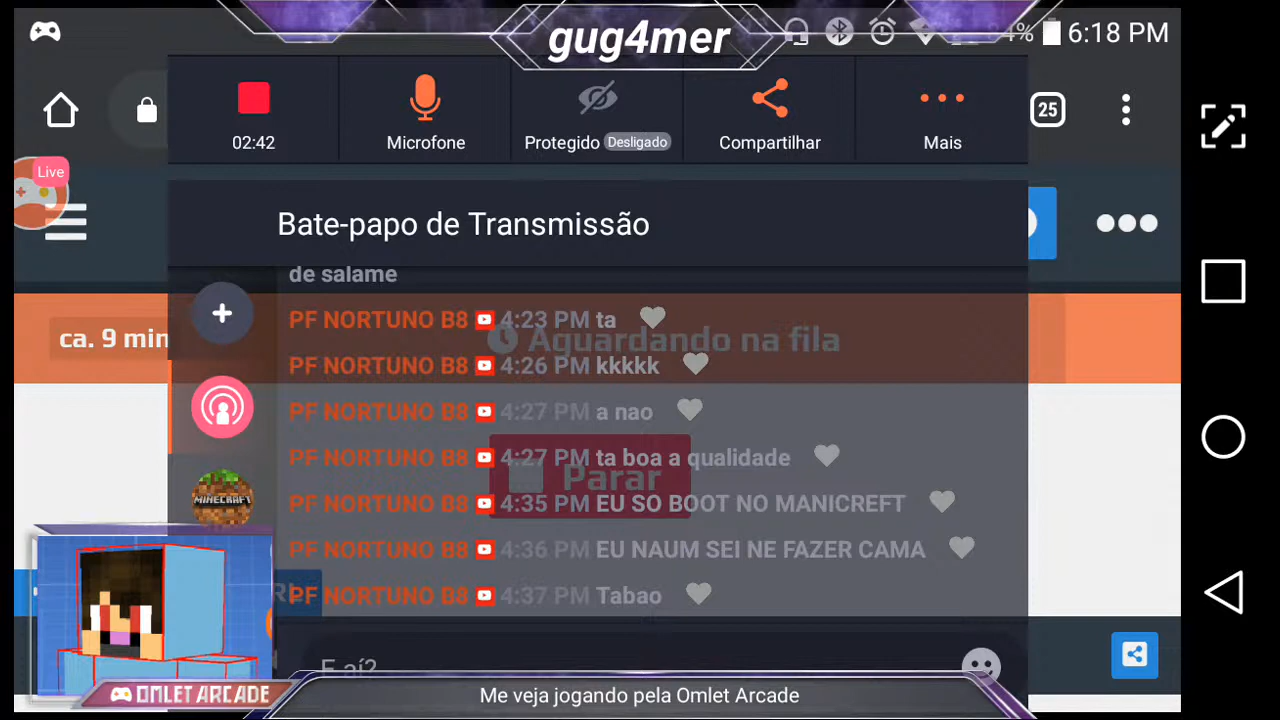 gug4mer
4% 6:18 PM
02:42
Microfone
Protegido Desligado
Compartilhar
Mais
25
Live
Bate-papo de Transmissão
de salame
ca. 9 min
Aguardando na fila
PF NORTUNO B8 4:23 PM ta
PF NORTUNO B8 4:26 PM kkkkk
PF NORTUNO B8 4:27 PM a nao
PF NORTUNO B8 4:27 PM ta boa a qualidade
Parar
PF NORTUNO B8 4:35 PM EU SO BOOT NO MANICREFT
PF NORTUNO B8 4:36 PM EU NAUM SEI NE FAZER CAMA
PF NORTUNO B8 4:37 PM Tabao
MINECRAFT
E aí?
OMLET ARCADE
Me veja jogando pela Omlet Arcade